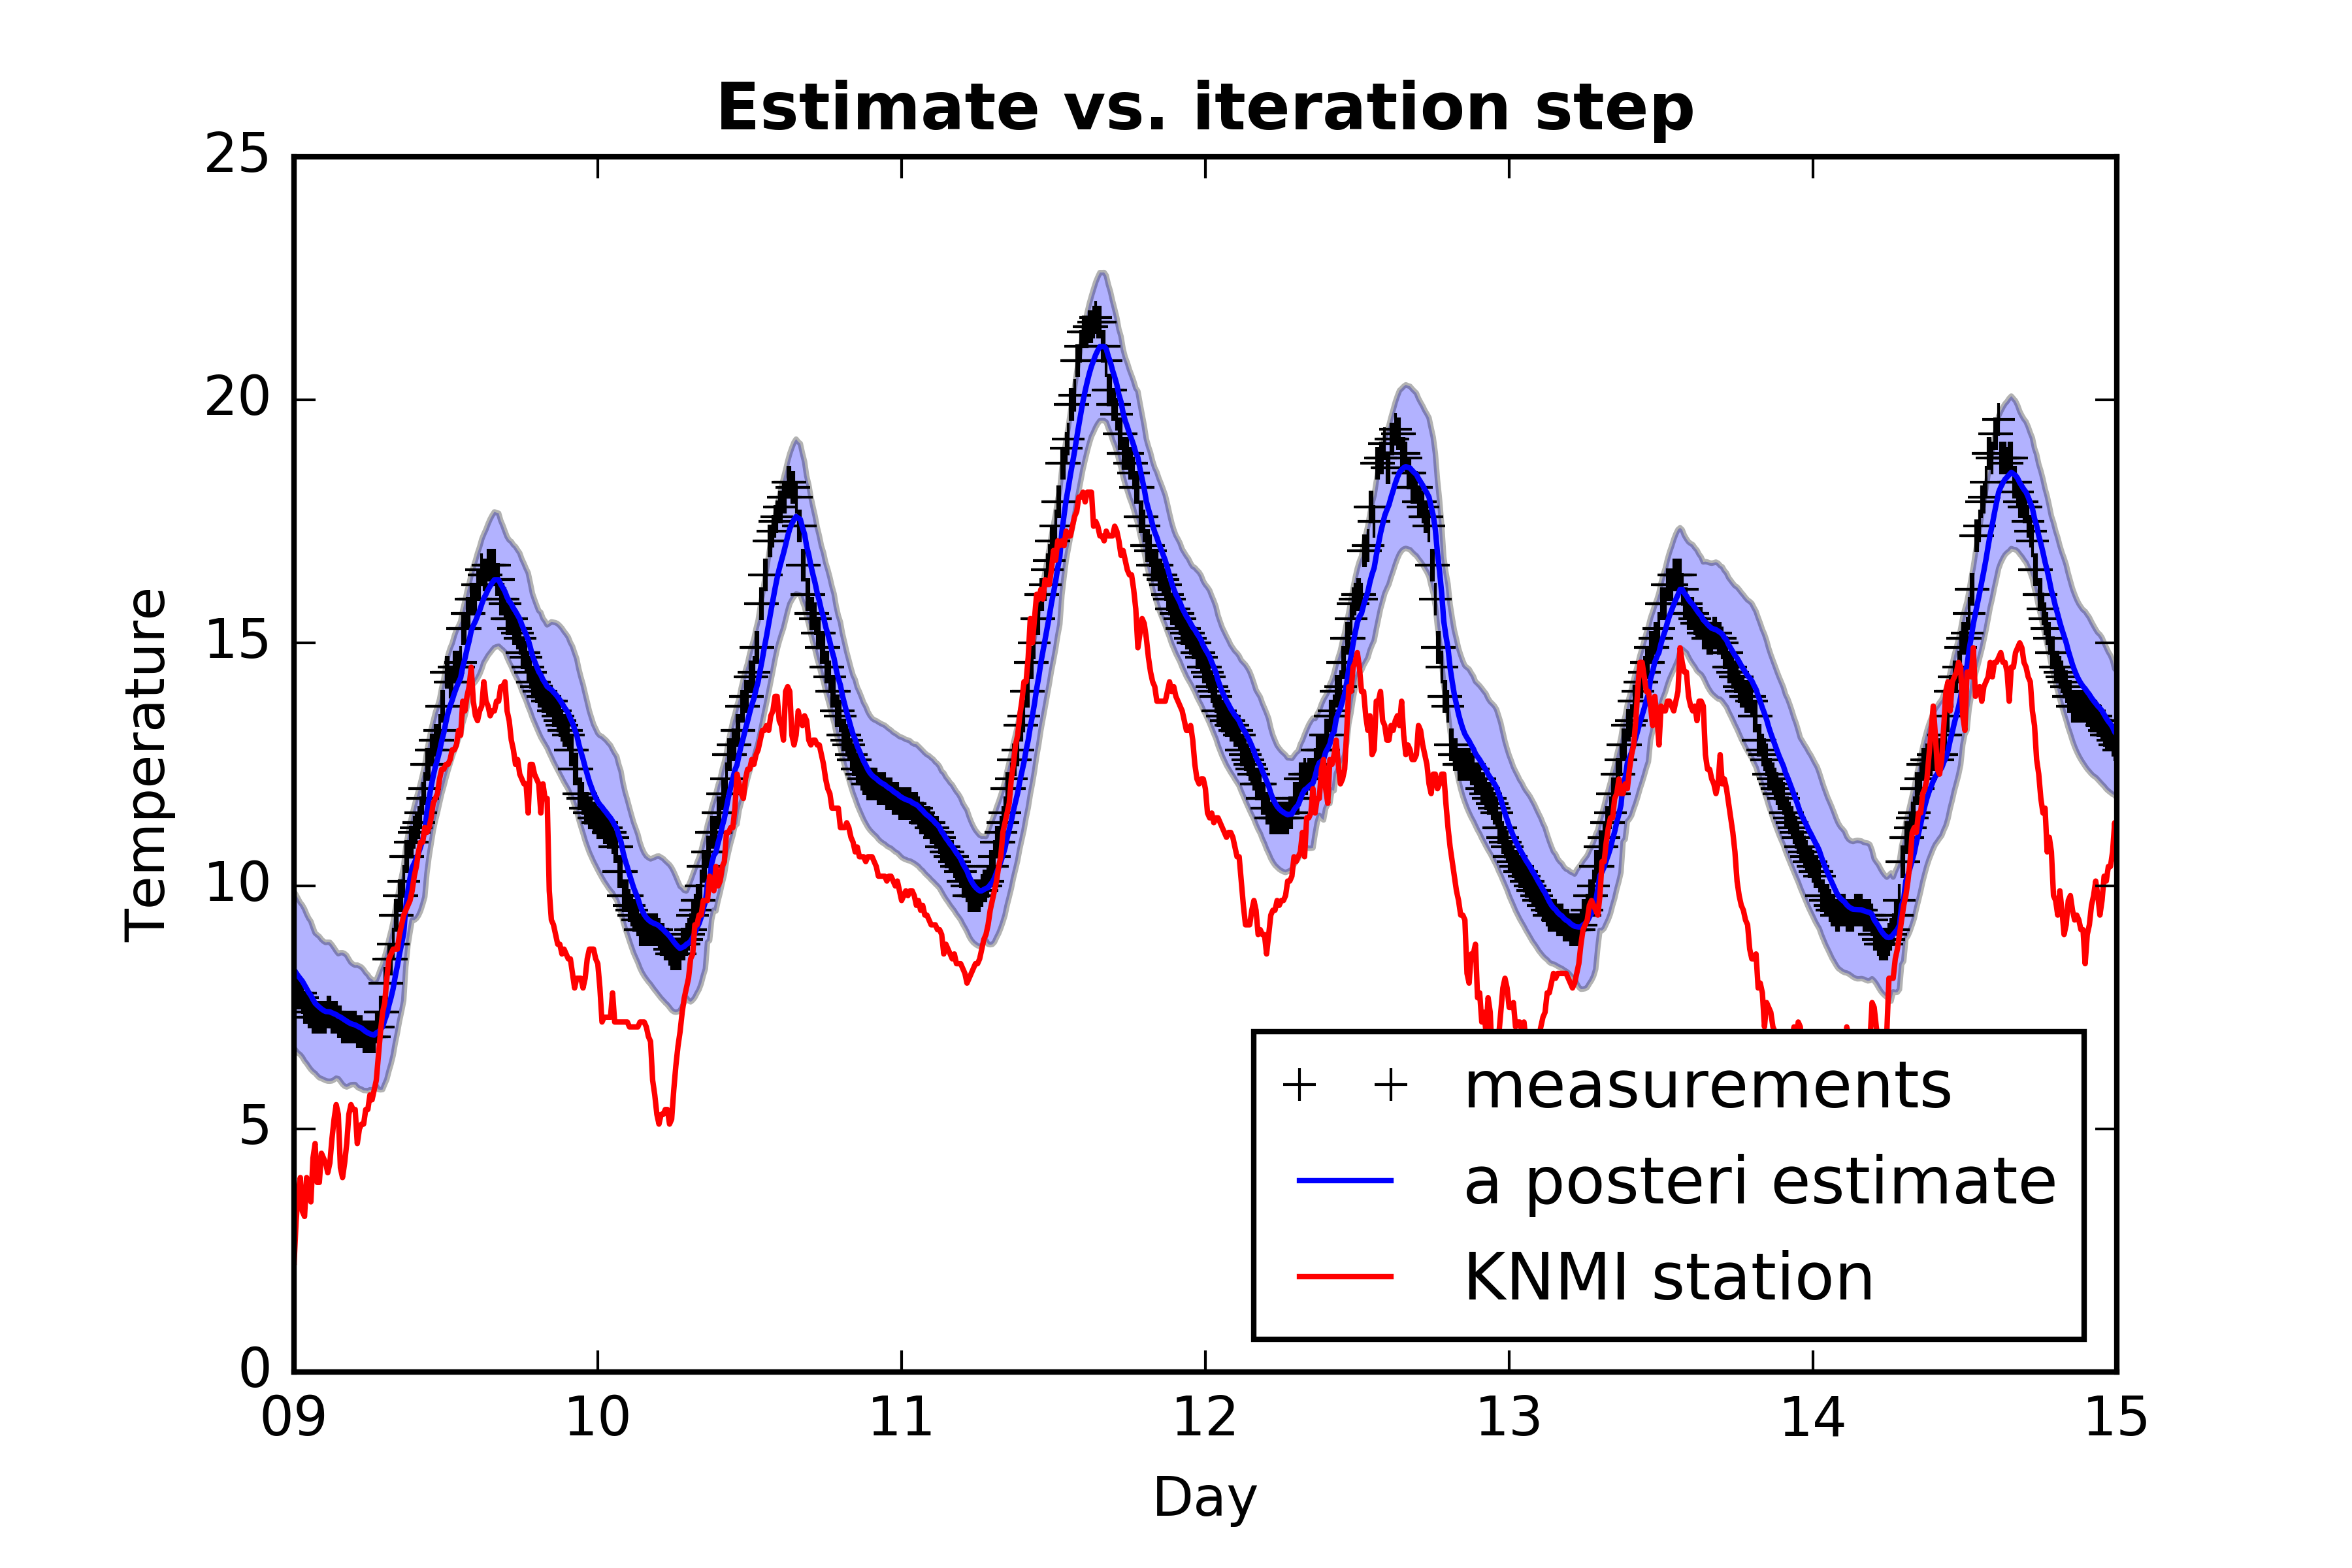 Estimate vs. iteration step
25
20
15
10
5
0
Temperature
09 10 11 12 13 14 15
Day
measurements
a posteri estimate
KNMI station